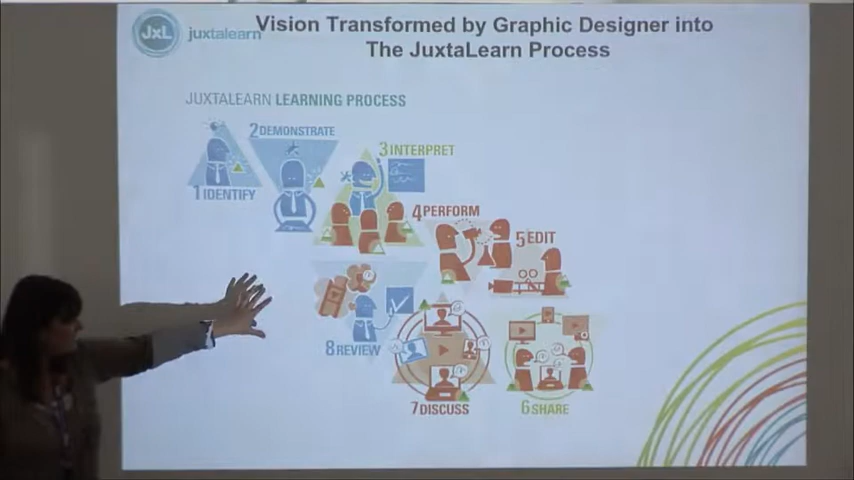 JxL
juxtalearn
Vision Transformed by Graphic Designer into
The JuxtaLearn Process
JUXTALEARN LEARNING PROCESS
2 DEMONSTRATE
3 INTERPRET
1 IDENTIFY
4 PERFORM
5 EDIT
8 REVIEW
7 DISCUSS
6 SHARE